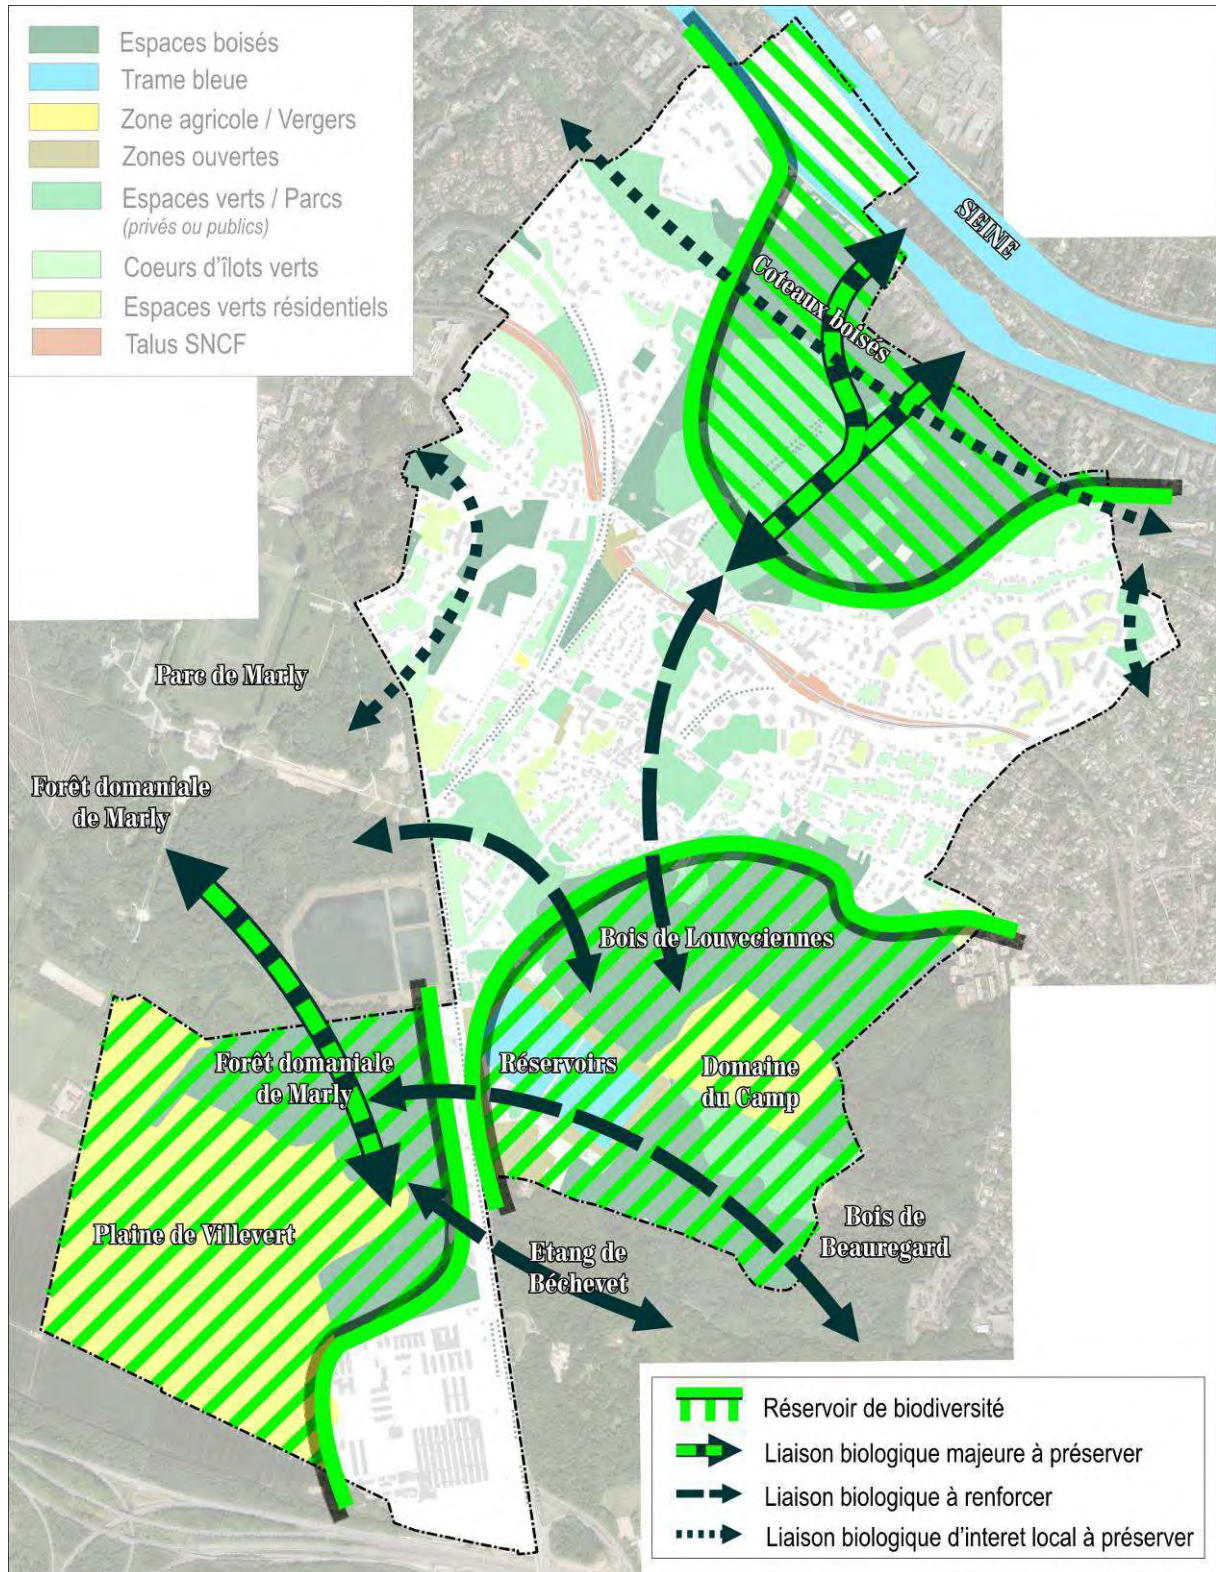 Espaces boisés
Trame bleue
Zone agricole / Vergers
Zones ouvertes
Espaces verts / Parcs
(privés ou publics)
Coeurs d'îlots verts
Espaces verts résidentiels
Talus SNCF
SEINE
Coteaux boisés
Parc de Marly
Forêt domaniale
de Marly
Bois de Louveciennes
Forêt domaniale
de Marly
Réservoirs
Domaine
du Camp
Plaine de Villevert
Etang de
Béchevet
Bois de
Beauregard
Réservoir de biodiversité
Liaison biologique majeure à préserver
Liaison biologique à renforcer
Liaison biologique d'interet local à préserver